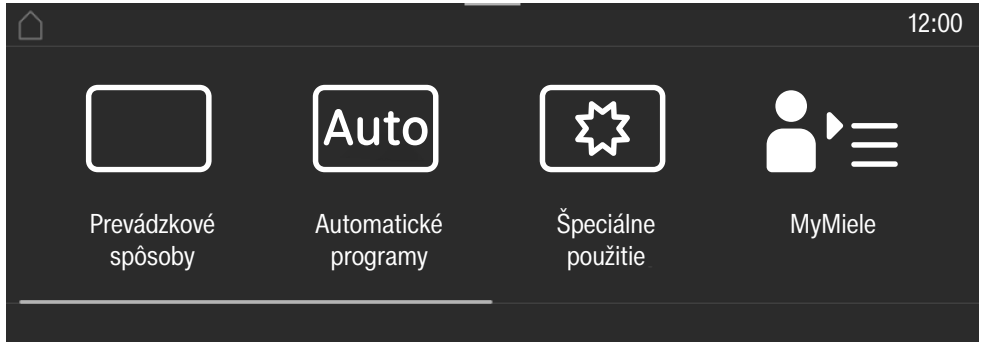 12:00
Auto
Prevádzkové
spôsoby
Automatické
programy
Špeciálne
použitie
MyMiele